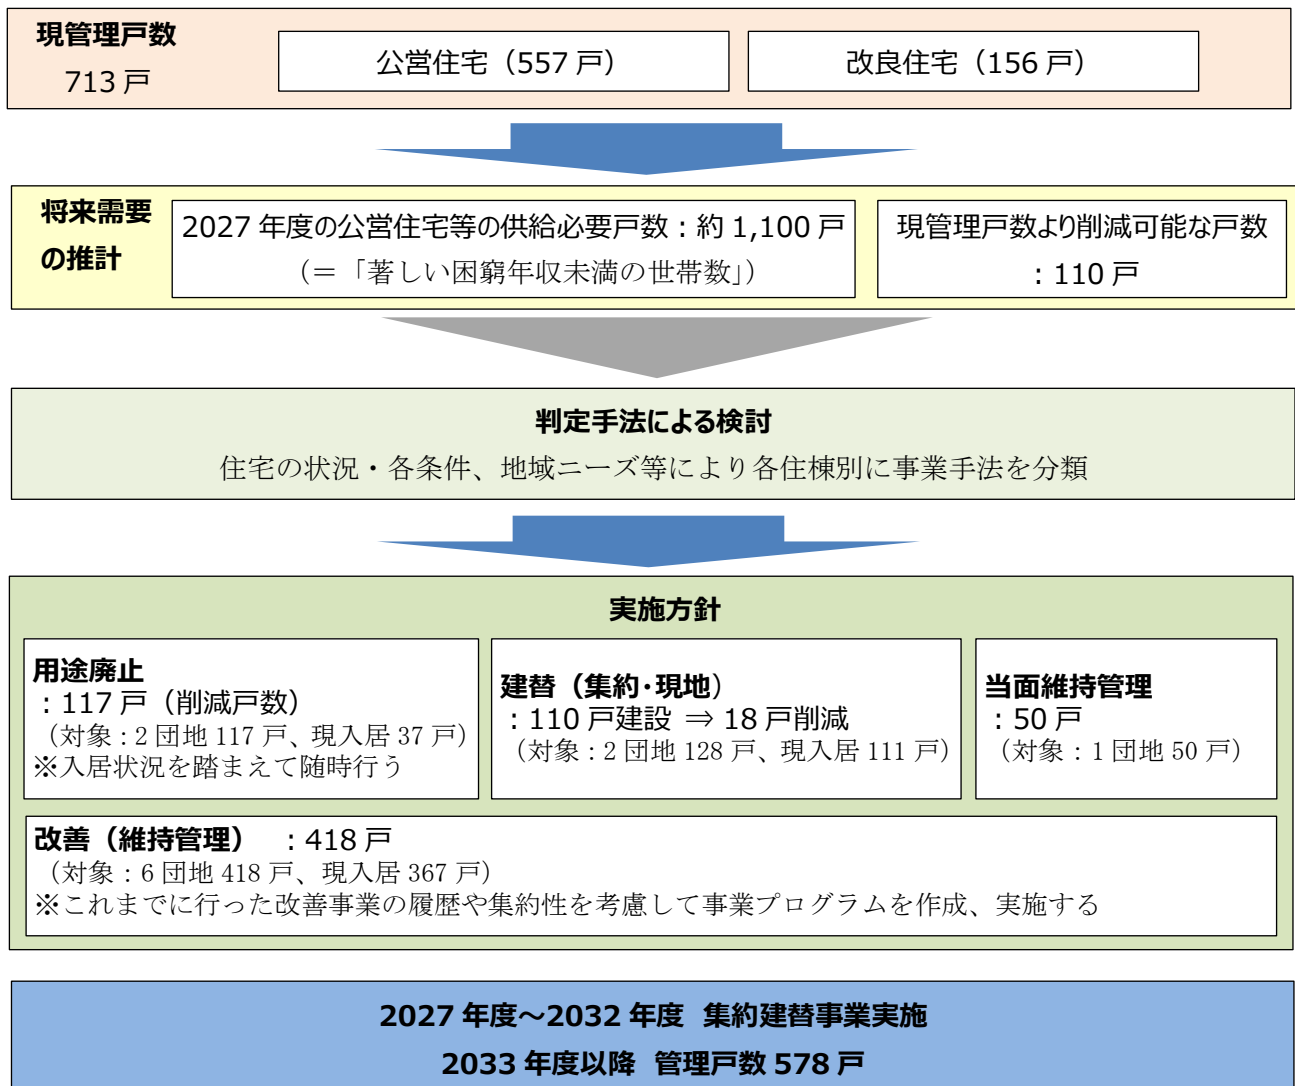 現管理戸数
713 戸
公営住宅（557 戸）
改良住宅（156 戸）
将来需要
の推計
2027 年度の公営住宅等の供給必要戸数：約 1,100 戸
（＝「著しい困窮年収未満の世帯数」）
現管理戸数より削減可能な戸数
：110 戸
判定手法による検討
住宅の状況・各条件、地域ニーズ等により各住棟別に事業手法を分類
実施方針
用途廃止
：117 戸（削減戸数）
（対象：2 団地 117 戸、現入居 37 戸）
※入居状況を踏まえて随時行う
建替（集約・現地）
：110 戸建設 ⇒ 18 戸削減
（対象：2 団地 128 戸、現入居 111 戸）
当面維持管理
：50 戸
（対象：1 団地 50 戸）
改善（維持管理）　：418 戸
（対象：6 団地 418 戸、現入居 367 戸）
※これまでに行った改善事業の履歴や集約性を考慮して事業プログラムを作成、実施する
2027 年度～2032 年度 集約建替事業実施
2033 年度以降 管理戸数 578 戸